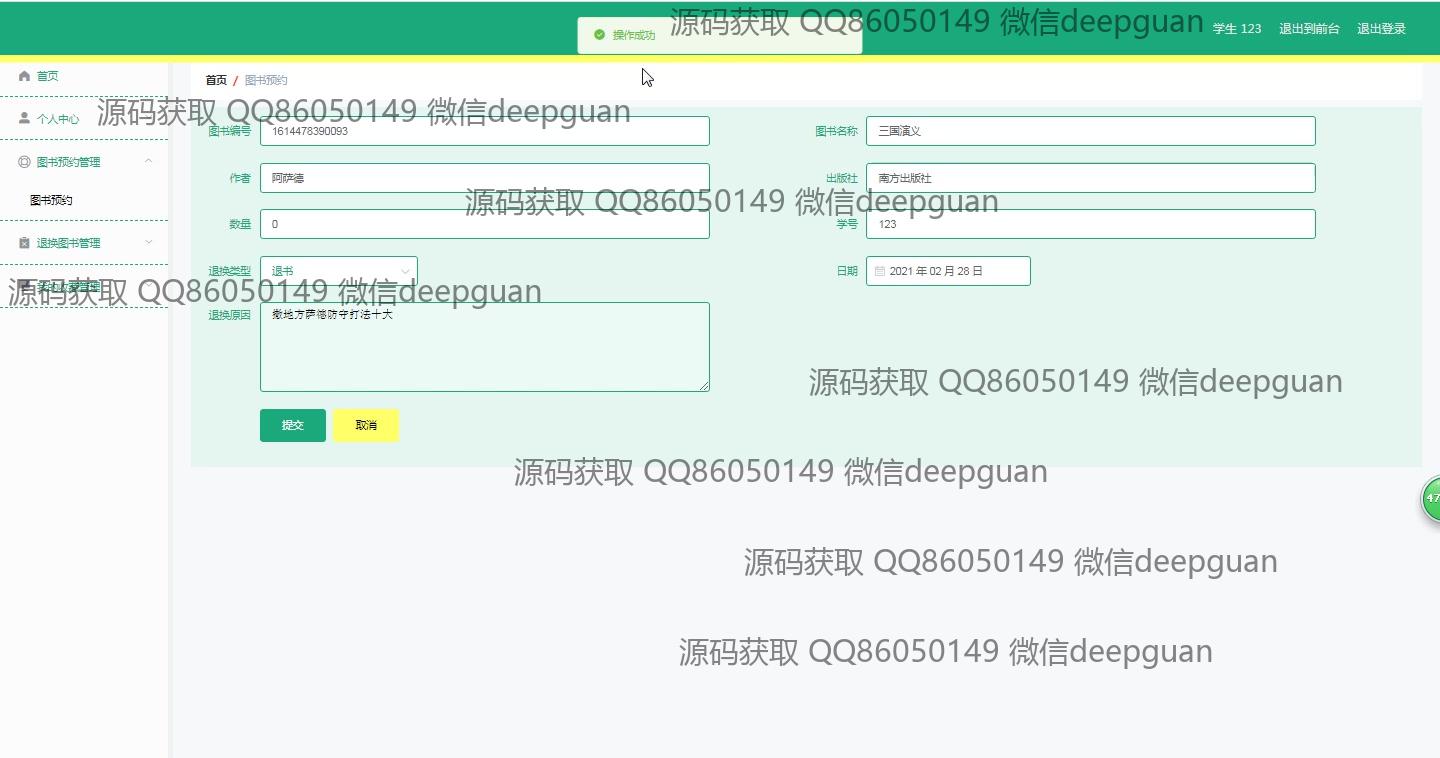 源码获取 QQ86050149 微信deepguan
操作成功
学生 123
退出到前台
退出登录
首页
首页 / 图书预约
源码获取 QQ86050149 微信deepguan
个人中心
图书编号
1614478390093
图书名称
三国演义
图书预约管理
作者
阿萨德
出版社
南方出版社
图书预约
源码获取 QQ86050149 微信deepguan
数量
0
学号
123
退换图书管理
退换类型
退书
日期
2021 年 02 月 28 日
源码获取 QQ86050149 微信deepguan
我的收藏管理
退换原因
撒地方萨德防守打法十大
源码获取 QQ86050149 微信deepguan
提交
取消
源码获取 QQ86050149 微信deepguan
47
源码获取 QQ86050149 微信deepguan
源码获取 QQ86050149 微信deepguan